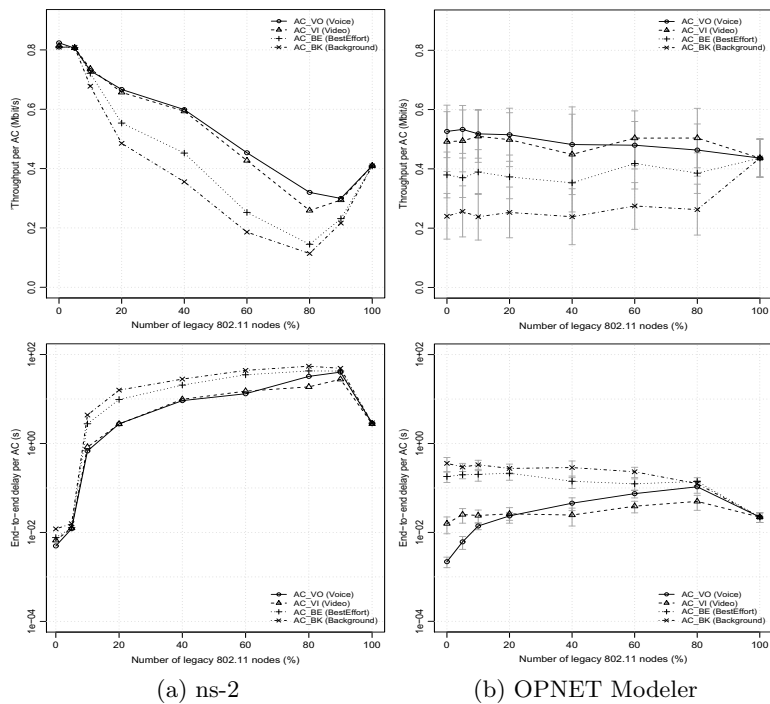 AC_VO (Voice)
AC_VI (Video)
AC_BE (BestEffort)
AC_BK (Background)
Throughput per AC (Mbit/s)
0.8
0.6
0.4
0.2
0.0
0 20 40 60 80 100
Number of legacy 802.11 nodes (%)
AC_VO (Voice)
AC_VI (Video)
AC_BE (BestEffort)
AC_BK (Background)
Throughput per AC (Mbit/s)
0.8
0.6
0.4
0.2
0.0
0 20 40 60 80 100
Number of legacy 802.11 nodes (%)
End-to-end delay per AC (s)
1e+02
1e+00
1e-02
1e-04
AC_VO (Voice)
AC_VI (Video)
AC_BE (BestEffort)
AC_BK (Background)
0 20 40 60 80 100
Number of legacy 802.11 nodes (%)
End-to-end delay per AC (s)
1e+02
1e+00
1e-02
1e-04
AC_VO (Voice)
AC_VI (Video)
AC_BE (BestEffort)
AC_BK (Background)
0 20 40 60 80 100
Number of legacy 802.11 nodes (%)
(a) ns-2
(b) OPNET Modeler